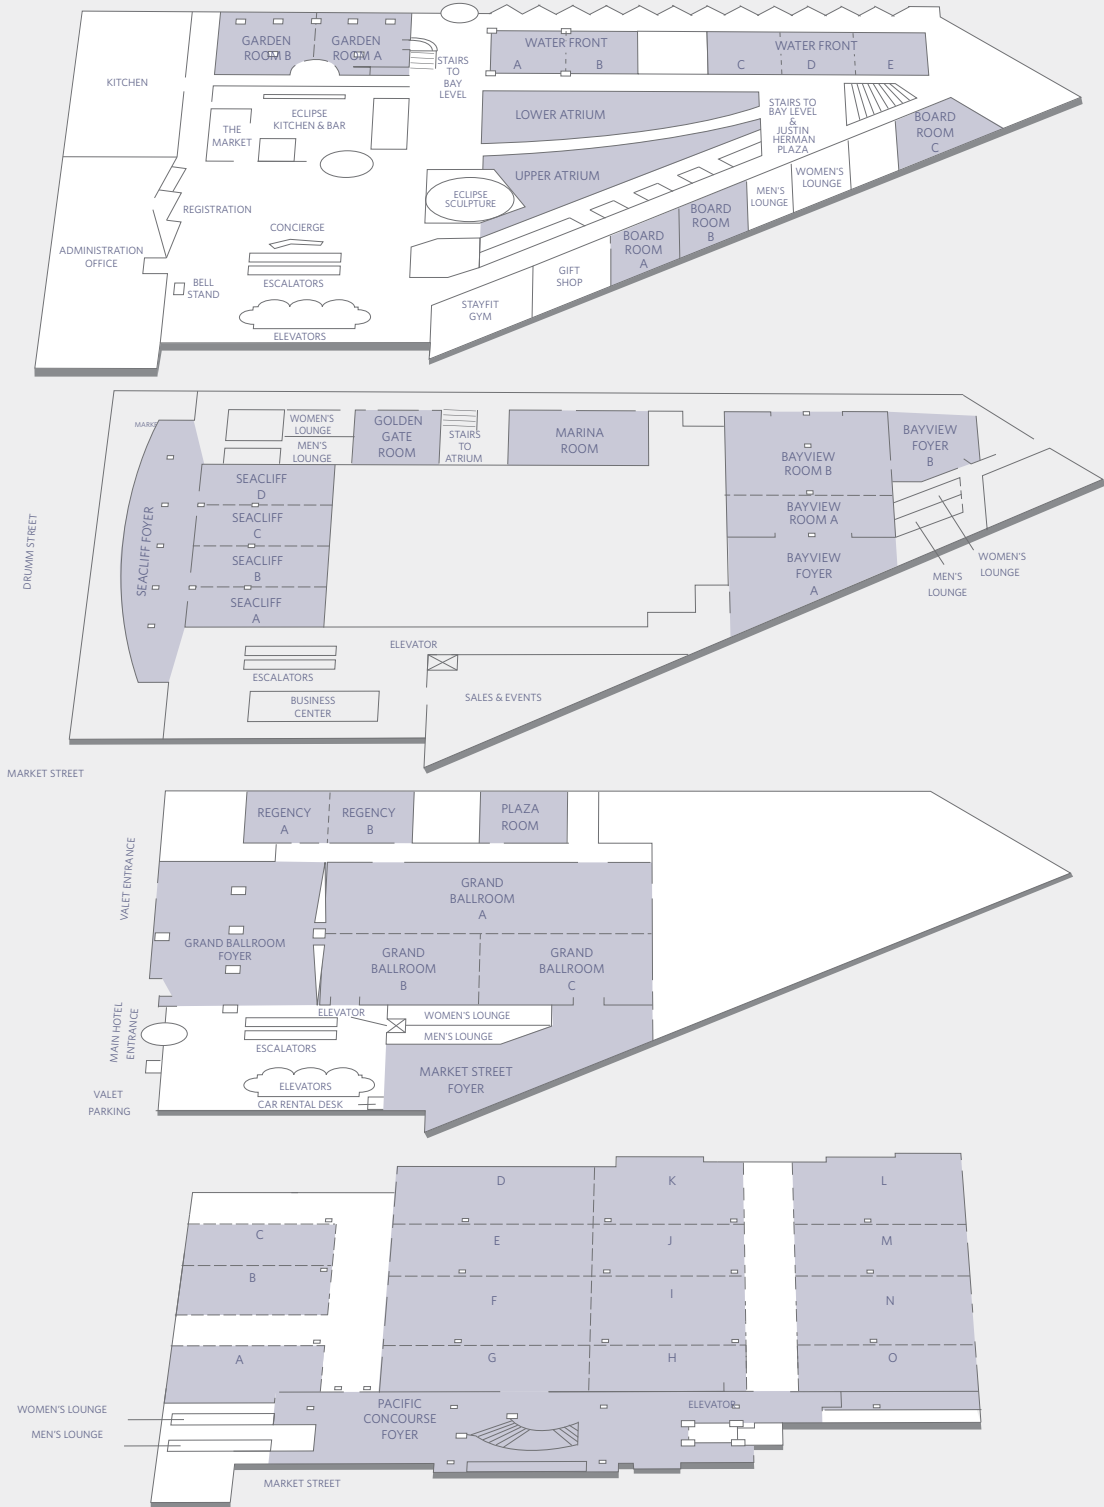 GARDEN
ROOM B
GARDEN
ROOM A
KITCHEN
THE
MARKET
ECLIPSE
KITCHEN & BAR
STAIRS
TO
BAY
LEVEL
WATER FRONT
A
B
WATER FRONT
C
D
E
LOWER ATRIUM
UPPER ATRIUM
STAIRS TO
BAY LEVEL
&
JUSTIN
HERMAN
PLAZA
BOARD
ROOM
C
ECLIPSE
SCULPTURE
WOMEN'S
LOUNGE
MEN'S
LOUNGE
BOARD
ROOM
B
BOARD
ROOM
A
REGISTRATION
CONCIERGE
ADMINISTRATION
OFFICE
BELL
STAND
ESCALATORS
ELEVATORS
GIFT
SHOP
STAYFIT
GYM
MARKE
WOMEN'S
LOUNGE
MEN'S
LOUNGE
GOLDEN
GATE
ROOM
STAIRS
TO
ATRIUM
MARINA
ROOM
BAYVIEW
ROOM B
BAYVIEW
FOYER
B
SEACLIFF
D
SEACLIFF
C
SEACLIFF
B
SEACLIFF
A
SEACLIFF FOYER
DRUMM STREET
BAYVIEW
ROOM A
BAYVIEW
FOYER
A
WOMEN'S
LOUNGE
MEN'S
LOUNGE
ELEVATOR
ESCALATORS
BUSINESS
CENTER
SALES & EVENTS
MARKET STREET
REGENCY
A
REGENCY
B
PLAZA
ROOM
VALET ENTRANCE
GRAND
BALLROOM
A
GRAND BALLROOM
FOYER
GRAND
BALLROOM
B
GRAND
BALLROOM
C
MAIN HOTEL
ENTRANCE
ELEVATOR
WOMEN'S LOUNGE
MEN'S LOUNGE
ESCALATORS
MARKET STREET
FOYER
ELEVATORS
CAR RENTAL DESK
VALET
PARKING
D
K
L
C
E
J
M
B
F
I
N
A
G
H
O
PACIFIC
CONCOURSE
FOYER
ELEVATOR
WOMEN'S LOUNGE
MEN'S LOUNGE
MARKET STREET